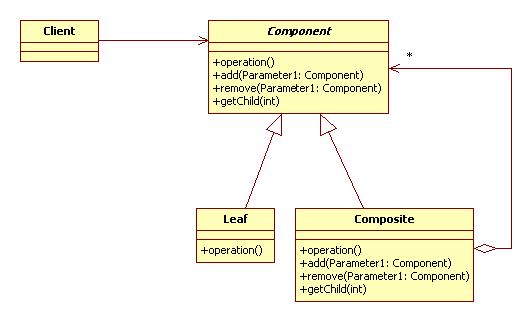 Client
Component
+operation()
+add(Parameter1: Component)
+remove(Parameter1: Component)
+getChild(int)
*
Leaf
+operation()
Composite
+operation()
+add(Parameter1: Component)
+remove(Parameter1: Component)
+getChild(int)